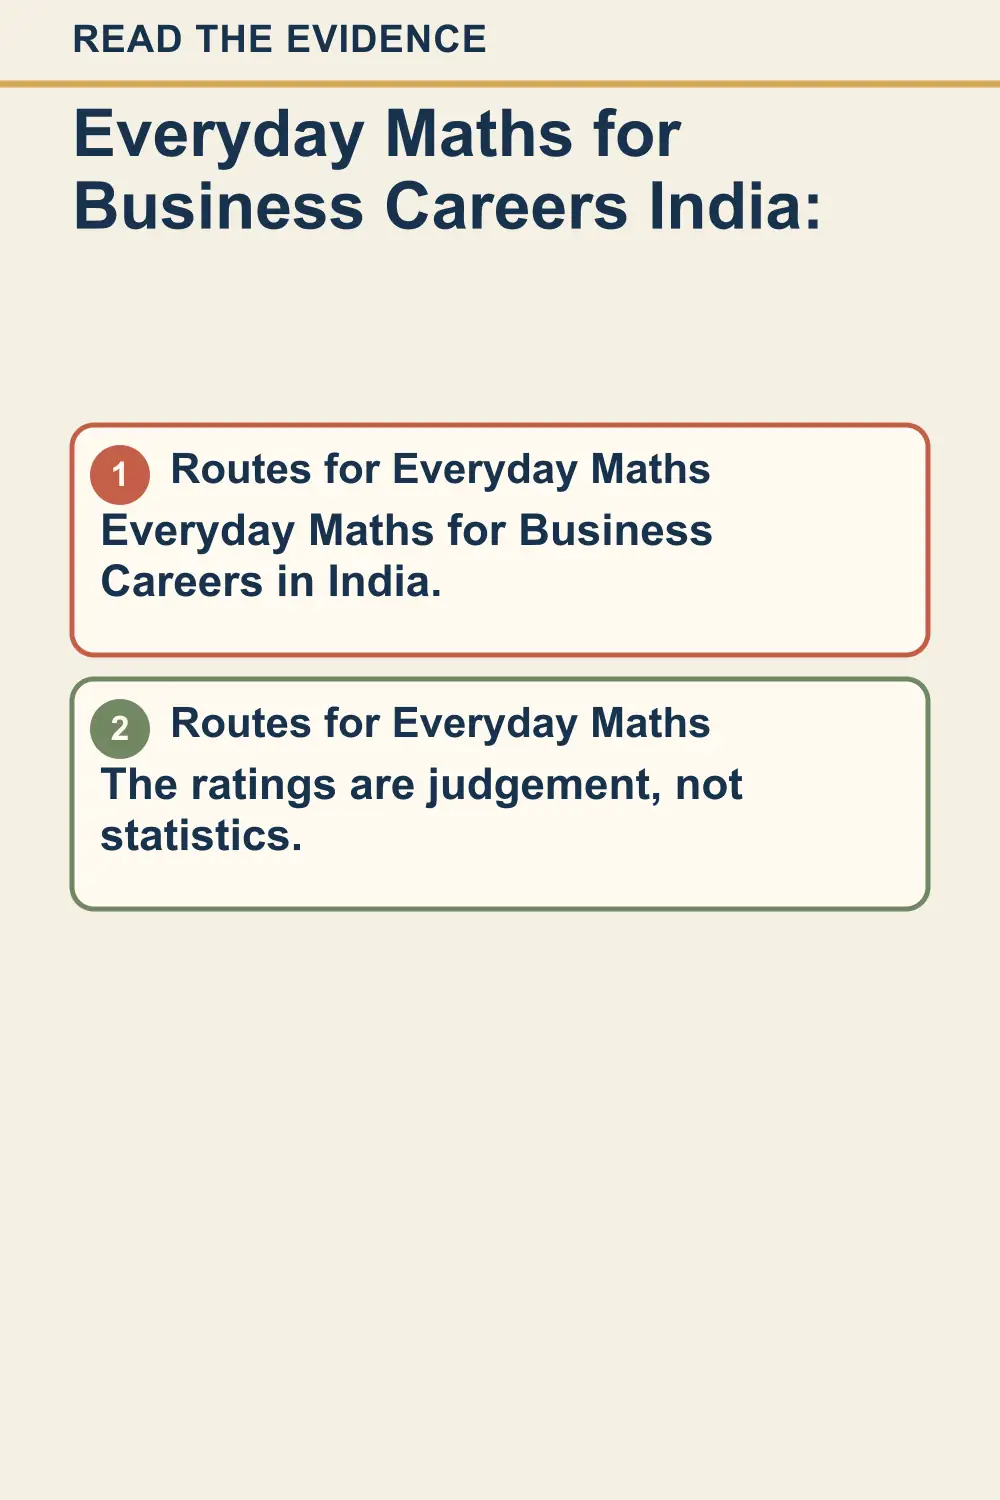 READ THE EVIDENCE
Everyday Maths for
Business Careers India:
1 Routes for Everyday Maths
Everyday Maths for Business
Careers in India.
2 Routes for Everyday Maths
The ratings are judgement, not
statistics.